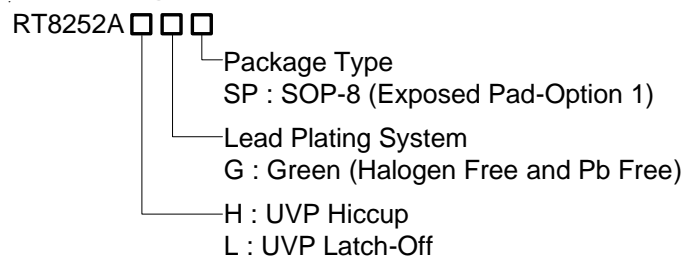 RT8252A
Package Type
SP : SOP-8 (Exposed Pad-Option 1)
Lead Plating System
G : Green (Halogen Free and Pb Free)
H : UVP Hiccup
L : UVP Latch-Off